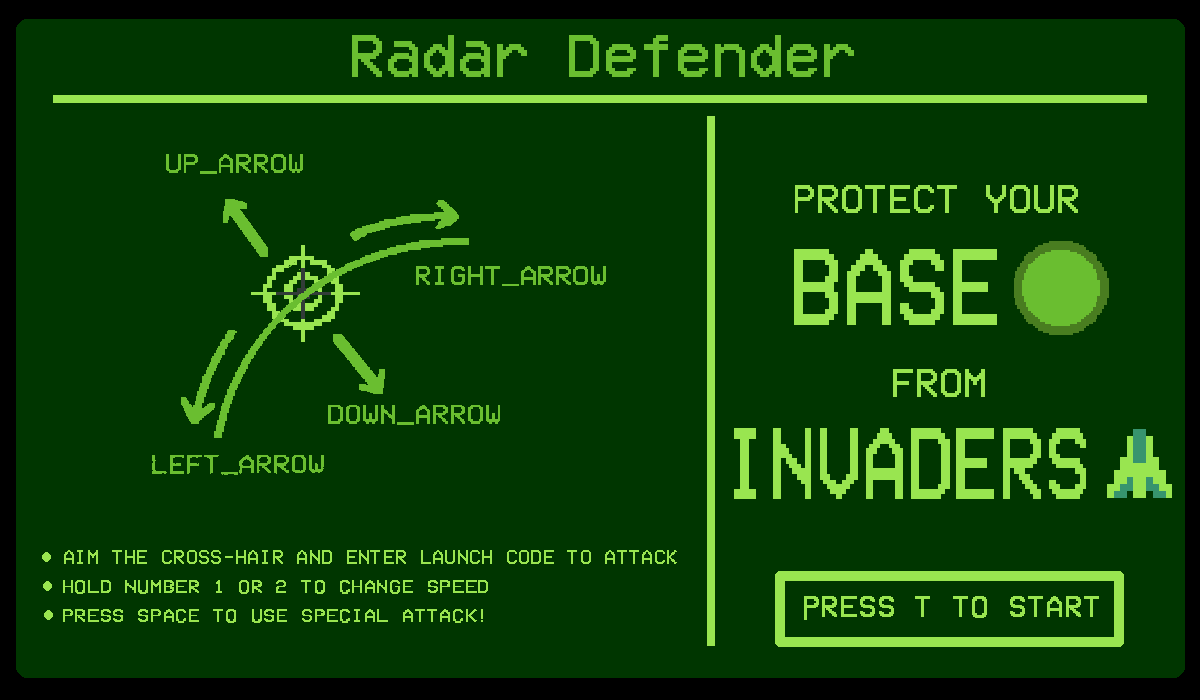 Radar Defender
UP_ARROW
RIGHT_ARROW
DOWN_ARROW
LEFT_ARROW
• AIM THE CROSS-HAIR AND ENTER LAUNCH CODE TO ATTACK
• HOLD NUMBER 1 OR 2 TO CHANGE SPEED
• PRESS SPACE TO USE SPECIAL ATTACK!
PROTECT YOUR
BASE
FROM
INVADERS
PRESS T TO START